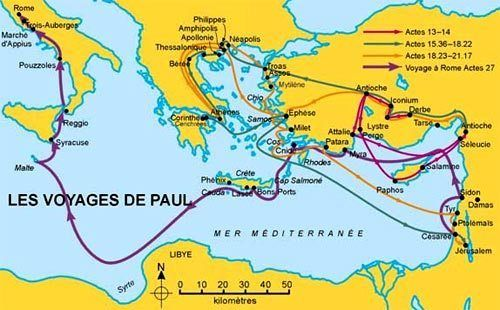 Rome
Trois-Auberges
Marché
d'Appius
Pouzzoles
Reggio
Syracuse
Malte
Philippes
Amphipolis
Apollonie
Néapolis
Thessalonique
Bérée
Troas
Assos
Mytilène
Chio
Corinthe
Cenchrées
Athènes
Samos
Ephèse
Milet
Cos
Cnide
Rhodes
Patara
Myra
Attalie
Perge
Lystre
Antioche
Iconium
Derbe
Tarse
Antioche
Séleucie
Salamine
Paphos
Sidon
Damas
Tyr
Ptolémaïs
Césarée
Jérusalem
Crète
Phénix
Cauda
Lasée
Bons Ports
Cap Salmoné
Actes 13–14
Actes 15.36–18.22
Actes 18.23–21.17
Voyage à Rome Actes 27
LES VOYAGES DE PAUL
MER MÉDITERRANÉE
LIBYE
Syrte
N
0 10 20 30 40 50
kilomètres